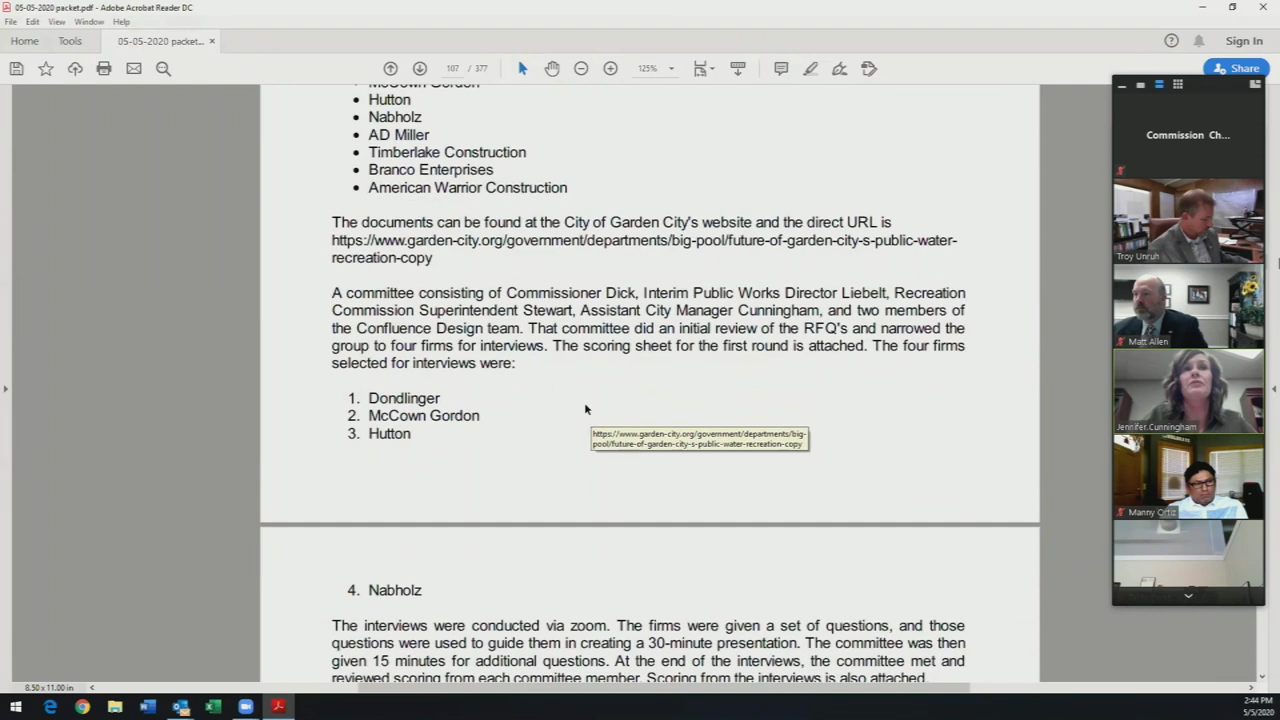 05-05-2020 packet.pdf - Adobe Acrobat Reader DC
File Edit View Window Help
Home Tools 05-05-2020 packet... × Sign In
107 / 377 125% Share
McCown Gordon
• Hutton
• Nabholz
• AD Miller
• Timberlake Construction
• Branco Enterprises
• American Warrior Construction
The documents can be found at the City of Garden City's website and the direct URL is
https://www.garden-city.org/government/departments/big-pool/future-of-garden-city-s-public-water-
recreation-copy
A committee consisting of Commissioner Dick, Interim Public Works Director Liebelt, Recreation
Commission Superintendent Stewart, Assistant City Manager Cunningham, and two members of
the Confluence Design team. That committee did an initial review of the RFQ's and narrowed the
group to four firms for interviews. The scoring sheet for the first round is attached. The four firms
selected for interviews were:
1. Dondlinger
2. McCown Gordon
3. Hutton
https://www.garden-city.org/government/departments/big-
pool/future-of-garden-city-s-public-water-recreation-copy
4. Nabholz
The interviews were conducted via zoom. The firms were given a set of questions, and those
questions were used to guide them in creating a 30-minute presentation. The committee was then
given 15 minutes for additional questions. At the end of the interviews, the committee met and
reviewed scoring from each committee member. Scoring from the interviews is also attached.
8.50 x 11.00 in
Commission Ch...
Troy Unruh
Matt Allen
Jennifer.Cunningham
Manny Ortiz
2:44 PM
5/5/2020